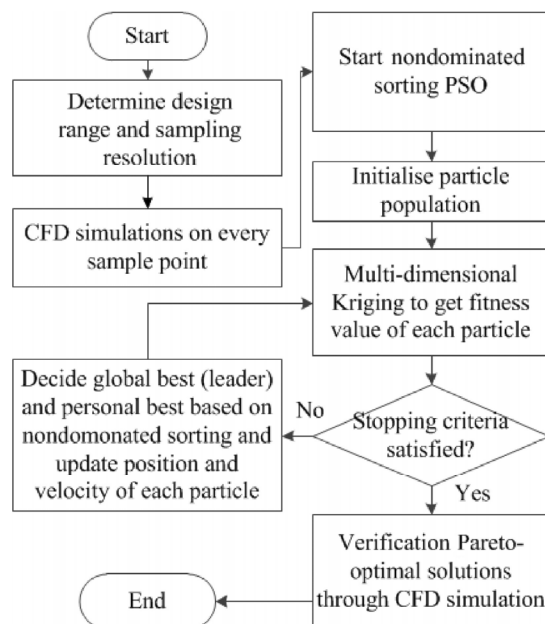 Start
Determine design
range and sampling
resolution
CFD simulations on every
sample point
Start nondominated
sorting PSO
Initialise particle
population
Multi-dimensional
Kriging to get fitness
value of each particle
Stopping criteria
satisfied?
No
Decide global best (leader)
and personal best based on
nondomonated sorting and
update position and
velocity of each particle
Yes
Verification Pareto-
optimal solutions
through CFD simulation
End